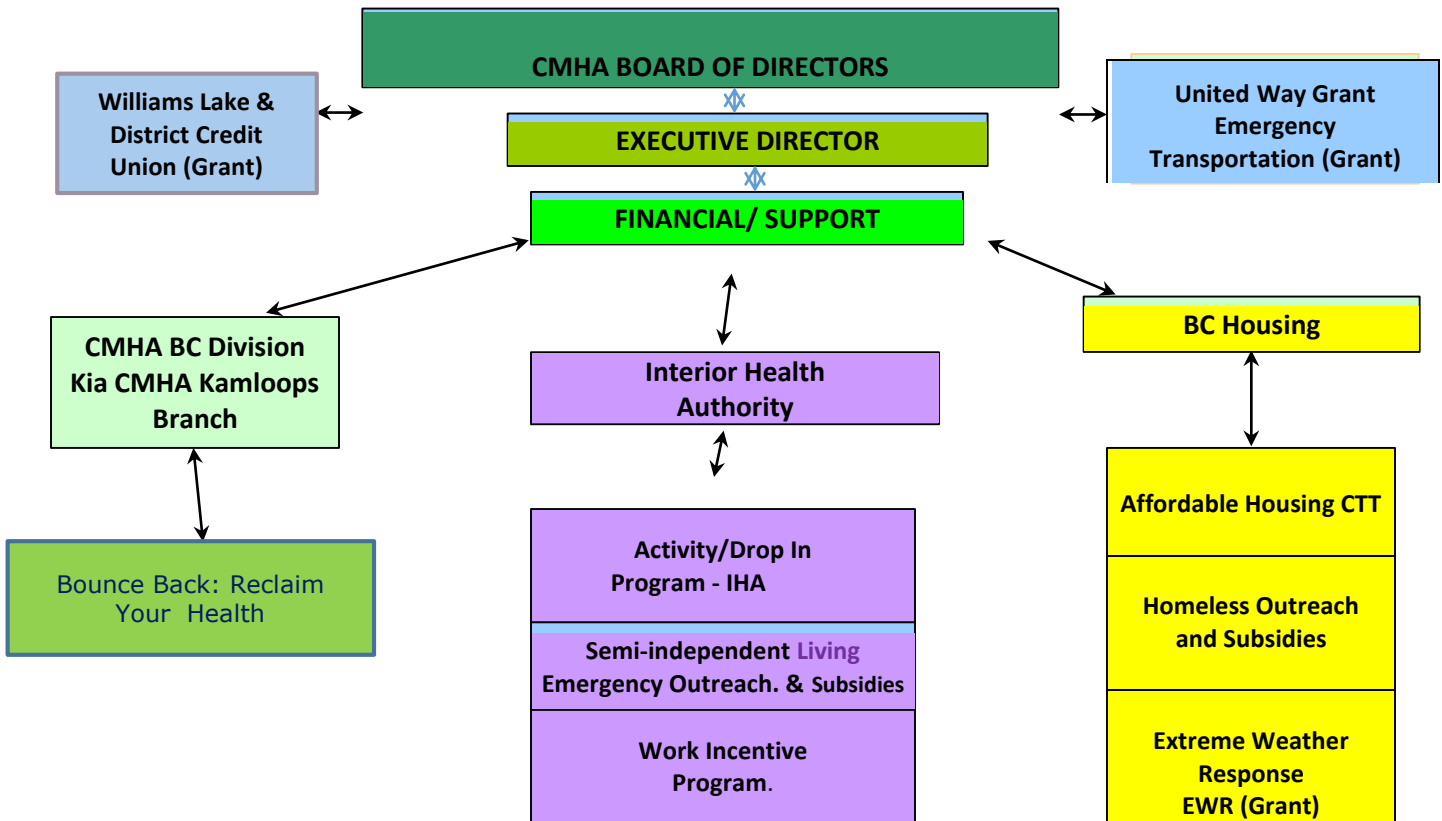 CMHA BOARD OF DIRECTORS
Williams Lake &
District Credit
Union (Grant)
EXECUTIVE DIRECTOR
United Way Grant
Emergency
Transportation (Grant)
FINANCIAL/ SUPPORT
CMHA BC Division
Kia CMHA Kamloops
Branch
Interior Health
Authority
BC Housing
Bounce Back: Reclaim
Your Health
Activity/Drop In
Program - IHA
Semi-independent Living
Emergency Outreach. & Subsidies
Work Incentive
Program.
Affordable Housing CTT
Homeless Outreach
and Subsidies
Extreme Weather
Response
EWR (Grant)